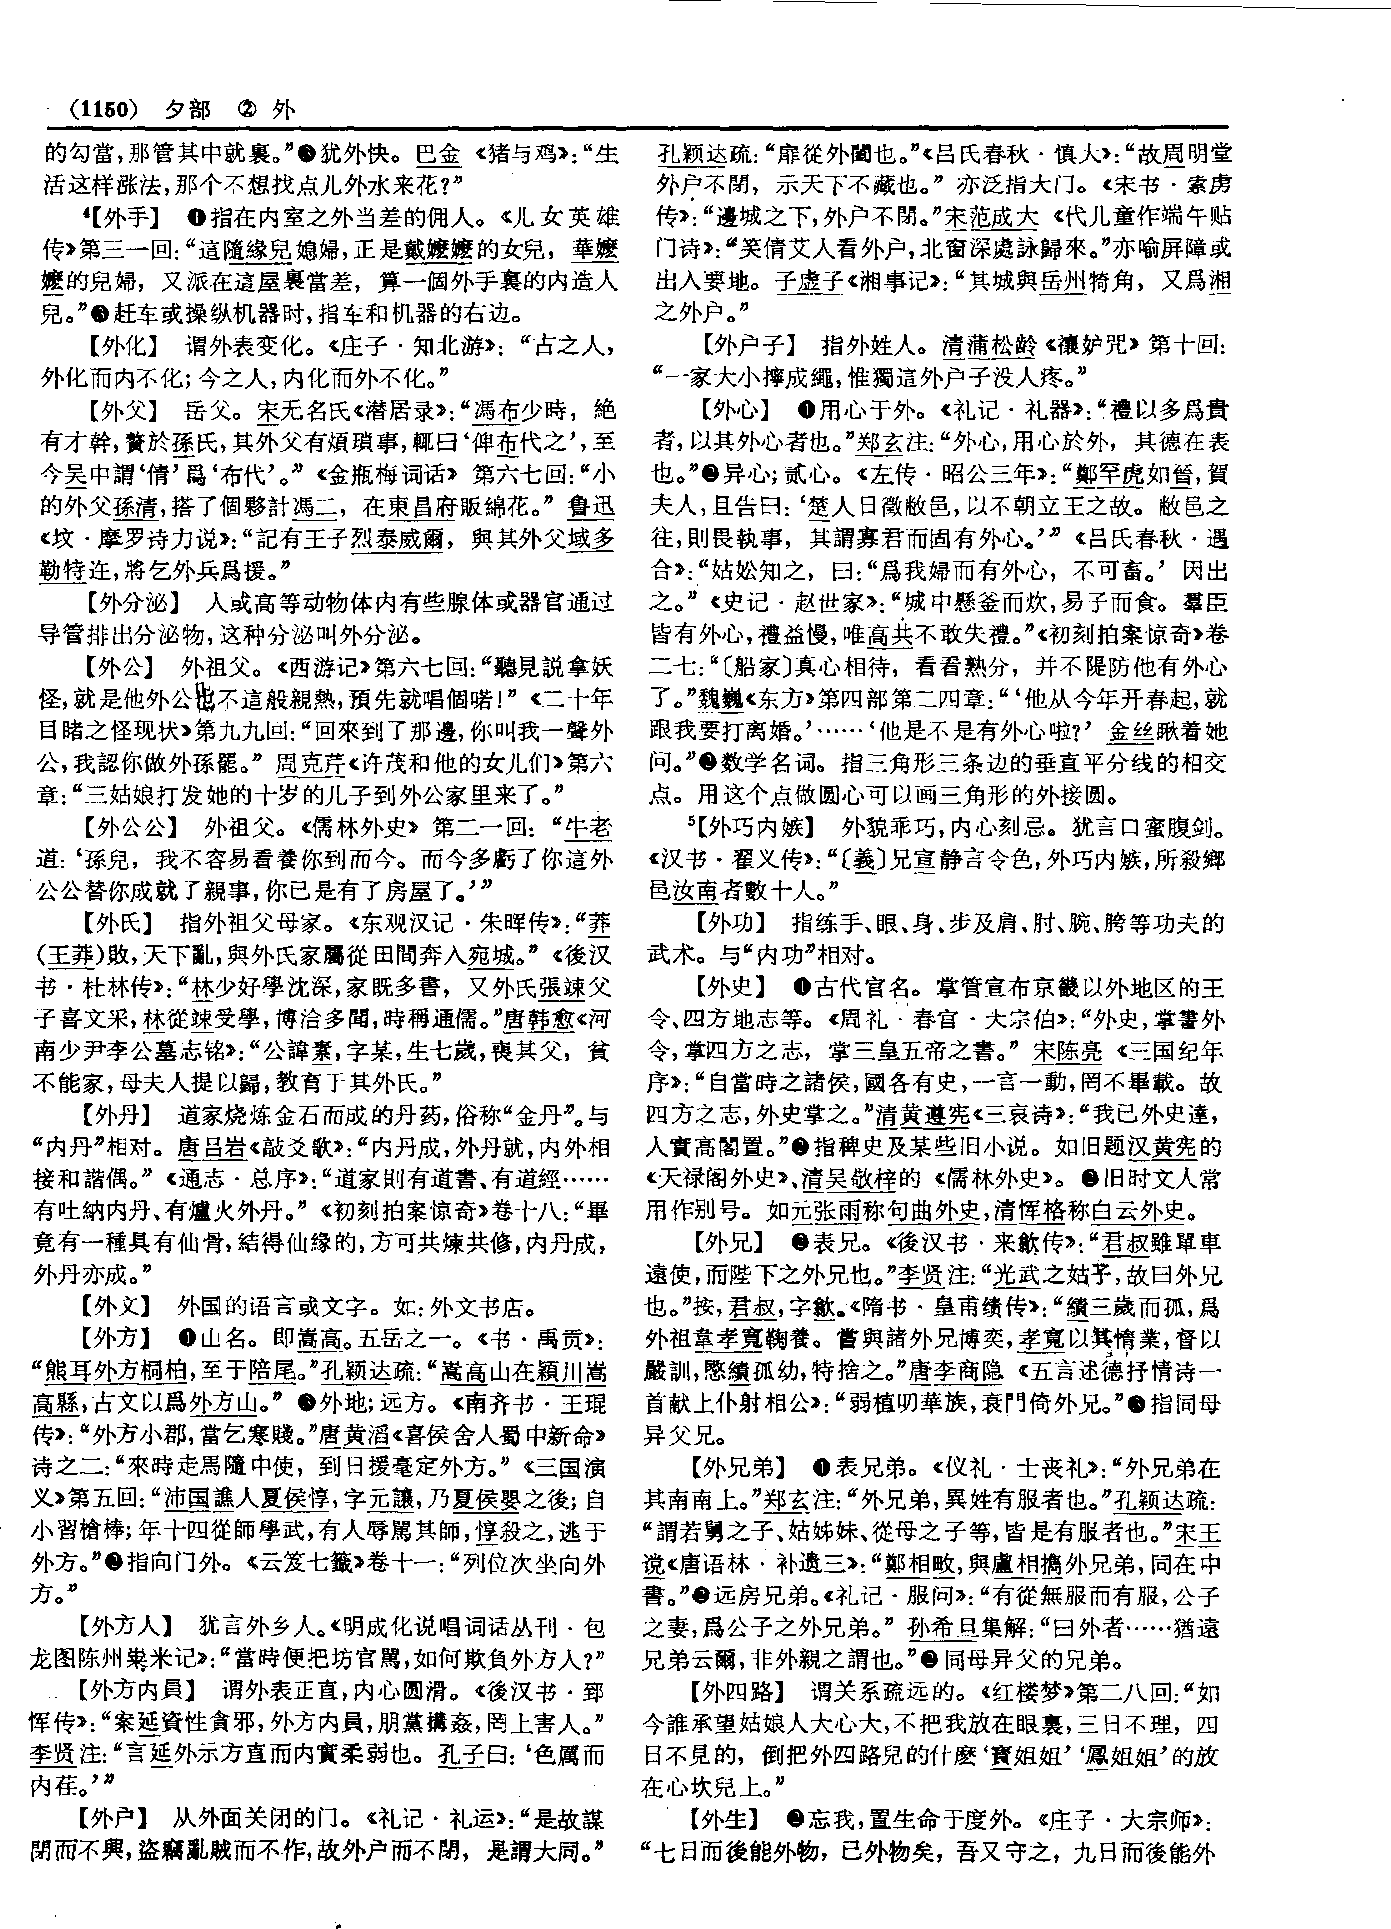 (1150) 夕部 ② 外
的勾當,那管其中就裏。”❸犹外快。巴金《猪与鸡》:“生
活这样涨法,那个不想找点儿外水来花?”
4【外手】 ❶指在内室之外当差的佣人。《儿女英雄
传》第三一回:“這隨緣兒媳婦,正是戴嬷嬷的女兒,華嬷
嬷的兒婦,又派在這屋裏當差,算一個外手裏的内造人
兒。”❷赶车或操纵机器时,指车和机器的右边。
【外化】 谓外表变化。《庄子·知北游》:“古之人,
外化而内不化;今之人,内化而外不化。”
【外父】 岳父。宋无名氏《潜居录》:“馮布少時,絶
有才幹,贅於孫氏,其外父有煩瑣事,輒曰‘俾布代之’,至
今吴中謂‘倩’爲‘布代’。”《金瓶梅词话》第六七回:“小
的外父孫清,搭了個夥計馮二,在東昌府販綿花。”魯迅
《坟·摩罗诗力说》:“記有王子烈泰威爾,與其外父域多
勒特迕,將乞外兵爲援。”
【外分泌】 人或高等动物体内有些腺体或器官通过
导管排出分泌物,这种分泌叫外分泌。
【外公】 外祖父。《西游记》第六七回:“聽見説拿妖
怪,就是他外公也不這般親熱,預先就唱個喏!”《二十年
目睹之怪现状》第九九回:“回來到了那邊,你叫我一聲外
公,我認你做外孫罷。”周克芹《许茂和他的女儿们》第六
章:“三姑娘打发她的十岁的儿子到外公家里来了。”
【外公公】 外祖父。《儒林外史》第二一回:“牛老
道:‘孫兒,我不容易看養你到而今。而今多虧了你這外
公公替你成就了親事,你已是有了房屋了。’”
【外氏】 指外祖父母家。《东观汉记·朱晖传》:“莽
(王莽)敗,天下亂,與外氏家屬從田間奔入宛城。”《後汉
书·杜林传》:“林少好學沈深,家既多書,又外氏張竦父
子喜文采,林從竦受學,博洽多聞,時稱通儒。”唐韩愈《河
南少尹李公墓志铭》:“公諱素,字某,生七歲,喪其父,貧
不能家,母夫人提以歸,教育于其外氏。”
【外丹】 道家烧炼金石而成的丹药,俗称“金丹”。与
“内丹”相对。唐吕岩《敲爻歌》:“内丹成,外丹就,内外相
接和諧偶。”《通志·总序》:“道家則有道書、有道經……
有吐納内丹、有爐火外丹。”《初刻拍案惊奇》卷十八:“畢
竟有一種具有仙骨,結得仙缘的,方可共煉共修,内丹成,
外丹亦成。”
【外文】 外国的语言或文字。如:外文书店。
【外方】 ❶山名。即嵩高。五岳之一。《书·禹贡》:
“熊耳外方桐柏,至于陪尾。”孔颖达疏:“嵩高山在穎川嵩
高縣,古文以爲外方山。”❷外地;远方。《南齐书·王琨
传》:“外方小郡,當乞寒賤。”唐黄滔《喜侯舍人蜀中新命》
诗之二:“來時走馬隨中使,到日援毫定外方。”《三国演
义》第五回:“沛国譙人夏侯惇,字元讓,乃夏侯嬰之後;自
小習槍棒;年十四從師學武,有人辱駡其師,惇殺之,逃于
外方。”❸指向门外。《云笈七籤》卷十一:“列位次坐向外
方。”
【外方人】 犹言外乡人。《明成化说唱词话丛刊·包
龙图陈州粜米记》:“當時便把坊官駡,如何欺負外方人?”
【外方内員】 谓外表正直,内心圆滑。《後汉书·郅
恽传》:“案延資性貪邪,外方内員,朋黨搆姦,罔上害人。”
李贤注:“言延外示方直而内實柔弱也。孔子曰:‘色厲而
内荏。’”
【外户】 从外面关闭的门。《礼记·礼运》:“是故謀
閉而不興,盜竊亂賊而不作,故外户而不閉,是謂大同。”
孔颖达疏:“扉從外闔也。”《吕氏春秋·慎大》:“故周明堂
外户不閉,示天下不藏也。”亦泛指大门。《宋书·索虏
传》:“邊城之下,外户不閉。”宋范成大《代儿童作端午贴
门诗》:“笑倩艾人看外户,北窗深處詠歸來。”亦喻屏障或
出入要地。子虚子《湘事记》:“其城與岳州犄角,又爲湘
之外户。”
【外户子】 指外姓人。清蒲松龄《禳妒咒》第十回:
“一家大小擰成繩,惟獨這外户子没人疼。”
【外心】 ❶用心于外。《礼记·礼器》:“禮以多爲貴
者,以其外心者也。”郑玄注:“外心,用心於外,其德在表
也。”❷异心;贰心。《左传·昭公三年》:“鄭罕虎如晉,賀
夫人,且告曰:‘楚人日徵敝邑,以不朝立王之故。敝邑之
往,則畏執事,其謂寡君而固有外心。’”《吕氏春秋·遇
合》:“姑妐知之,曰:“爲我婦而有外心,不可畜。’因出
之。”《史记·赵世家》:“城中懸釜而炊,易子而食。羣臣
皆有外心,禮益慢,唯高共不敢失禮。”《初刻拍案惊奇》卷
二七:“〔船家〕真心相待,看看熟分,并不隄防他有外心
了。”魏巍《东方》第四部第二四章:“‘他从今年开春起,就
跟我要打离婚。’……‘他是不是有外心啦?’金丝瞅着她
问。”❸数学名词。指三角形三条边的垂直平分线的相交
点。用这个点做圆心可以画三角形的外接圆。
5【外巧内嫉】 外貌乖巧,内心刻忌。犹言口蜜腹剑。
《汉书·翟义传》:“〔義〕兄宣静言令色,外巧内嫉,所殺鄉
邑汝南者數十人。”
【外功】 指练手、眼、身、步及肩、肘、腕、胯等功夫的
武术。与“内功”相对。
【外史】 ❶古代官名。掌管宣布京畿以外地区的王
令、四方地志等。《周礼·春官·大宗伯》:“外史,掌書外
令,掌四方之志,掌三皇五帝之書。”宋陈亮《三国纪年
序》:“自當時之諸侯,國各有史,一言一動,罔不畢載。故
四方之志,外史掌之。”清黄遵宪《三哀诗》:“我已外史達,
人實高閣置。”❷指稗史及某些旧小说。如旧题汉黄宪的
《天禄阁外史》、清吴敬梓的《儒林外史》。❸旧时文人常
用作别号。如元张雨称句曲外史,清恽格称白云外史。
【外兄】 ❶表兄。《後汉书·来歙传》:“君叔雖單車
遠使,而陛下之外兄也。”李贤注:“光武之姑子,故曰外兄
也。”按,君叔,字歙。《隋书·皇甫绩传》:“績三歲而孤,爲
外祖韋孝寬鞠養。嘗與諸外兄博奕,孝寬以其惰業,督以
嚴訓,愍績孤幼,特捨之。”唐李商隐《五言述德抒情诗一
首献上仆射相公》:“弱植叨華族,衰門倚外兄。”❷指同母
异父兄。
【外兄弟】 ❶表兄弟。《仪礼·士丧礼》:“外兄弟在
其南南上。”郑玄注:“外兄弟,異姓有服者也。”孔颖达疏:
“謂若舅之子、姑姊妹、從母之子等,皆是有服者也。”宋王
谠《唐语林·补遗三》:“鄭相畋,與盧相攜外兄弟,同在中
書。”❷远房兄弟。《礼记·服问》:“有從無服而有服,公子
之妻,爲公子之外兄弟。”孙希旦集解:“曰外者……猶遠
兄弟云爾,非外親之謂也。”❸同母异父的兄弟。
【外四路】 谓关系疏远的。《红楼梦》第二八回:“如
今誰承望姑娘人大心大,不把我放在眼裏,三日不理,四
日不見的,倒把外四路兒的什麽‘寶姐姐’‘鳳姐姐’的放
在心坎兒上。”
【外生】 ❶忘我,置生命于度外。《庄子·大宗师》:
“七日而後能外物,已外物矣,吾又守之,九日而後能外